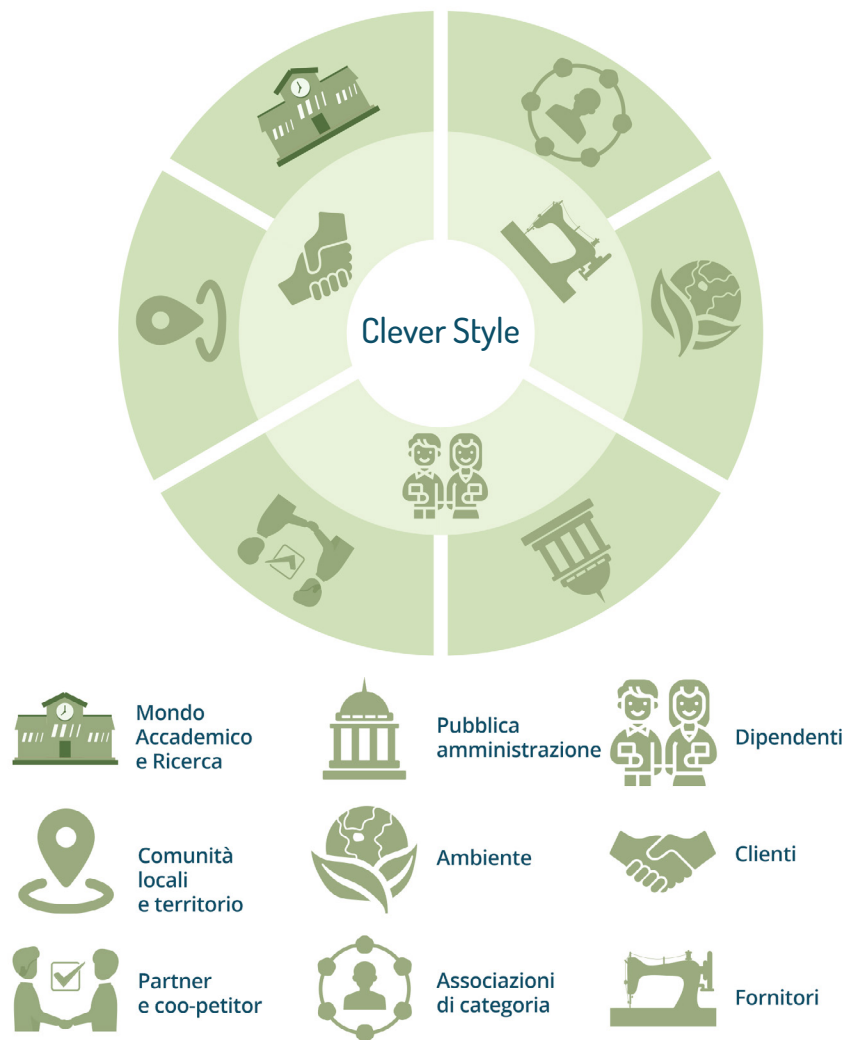 Clever Style
Mondo
Accademico
e Ricerca
Pubblica
amministrazione
Dipendenti
Comunità
locali
e territorio
Ambiente
Clienti
Partner
e coo-petitor
Associazioni
di categoria
Fornitori